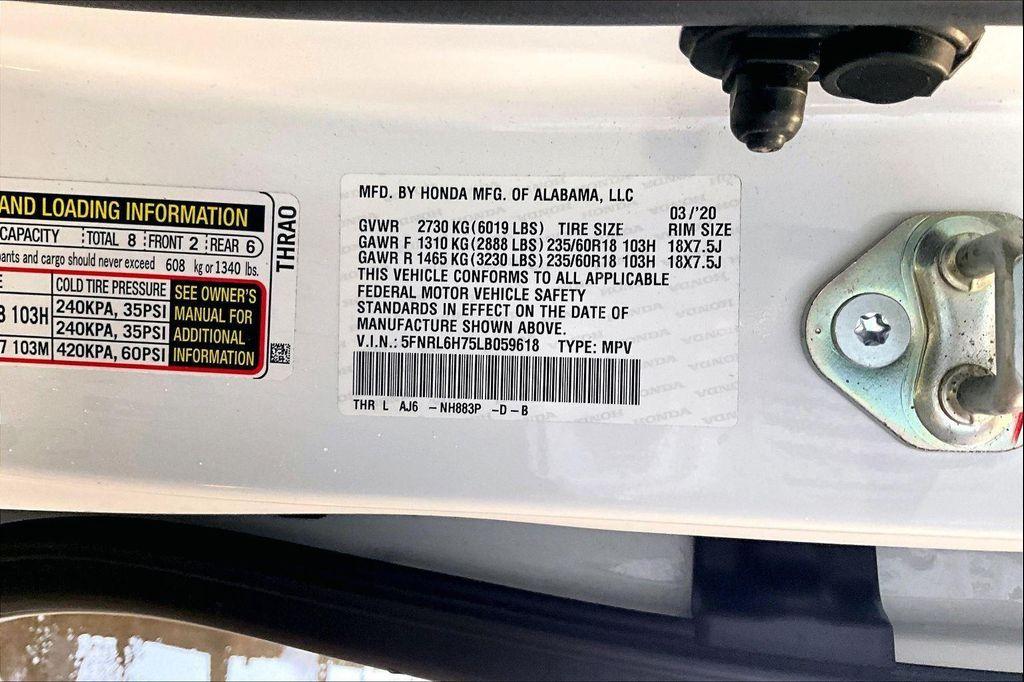 AND LOADING INFORMATION
CAPACITY TOTAL 8 FRONT 2 REAR 6
pants and cargo should never exceed 608 kg or 1340 lbs.
E COLD TIRE PRESSURE SEE OWNER'S
8 103H 240KPA, 35PSI MANUAL FOR
240KPA, 35PSI ADDITIONAL
7 103M 420KPA, 60PSI INFORMATION
THRAO
MFD. BY HONDA MFG. OF ALABAMA, LLC
03/'20
GVWR 2730 KG(6019 LBS) TIRE SIZE RIM SIZE
GAWR F 1310 KG(2888 LBS) 235/60R18 103H 18X7.5J
GAWR R 1465 KG(3230 LBS) 235/60R18 103H 18X7.5J
THIS VEHICLE CONFORMS TO ALL APPLICABLE
FEDERAL MOTOR VEHICLE SAFETY
STANDARDS IN EFFECT ON THE DATE OF
MANUFACTURE SHOWN ABOVE.
V.I.N.: 5FNRL6H75LB059618 TYPE: MPV
THR L AJ6 -NH883P -D-B